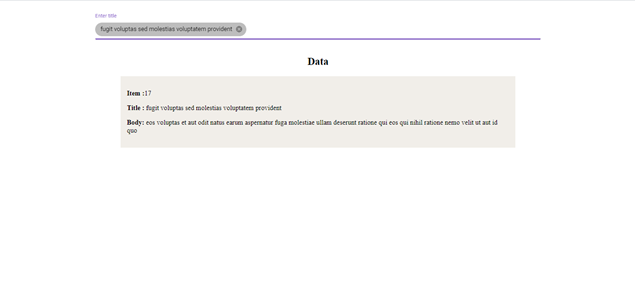 Enter title
fugit voluptas sed molestias voluptatem provident
Data
Item :17
Title : fugit voluptas sed molestias voluptatem provident
Body: eos voluptas et aut odit natus earum aspernatur fuga molestiae ullam deserunt ratione qui eos qui nihil ratione nemo velit ut aut id
quo